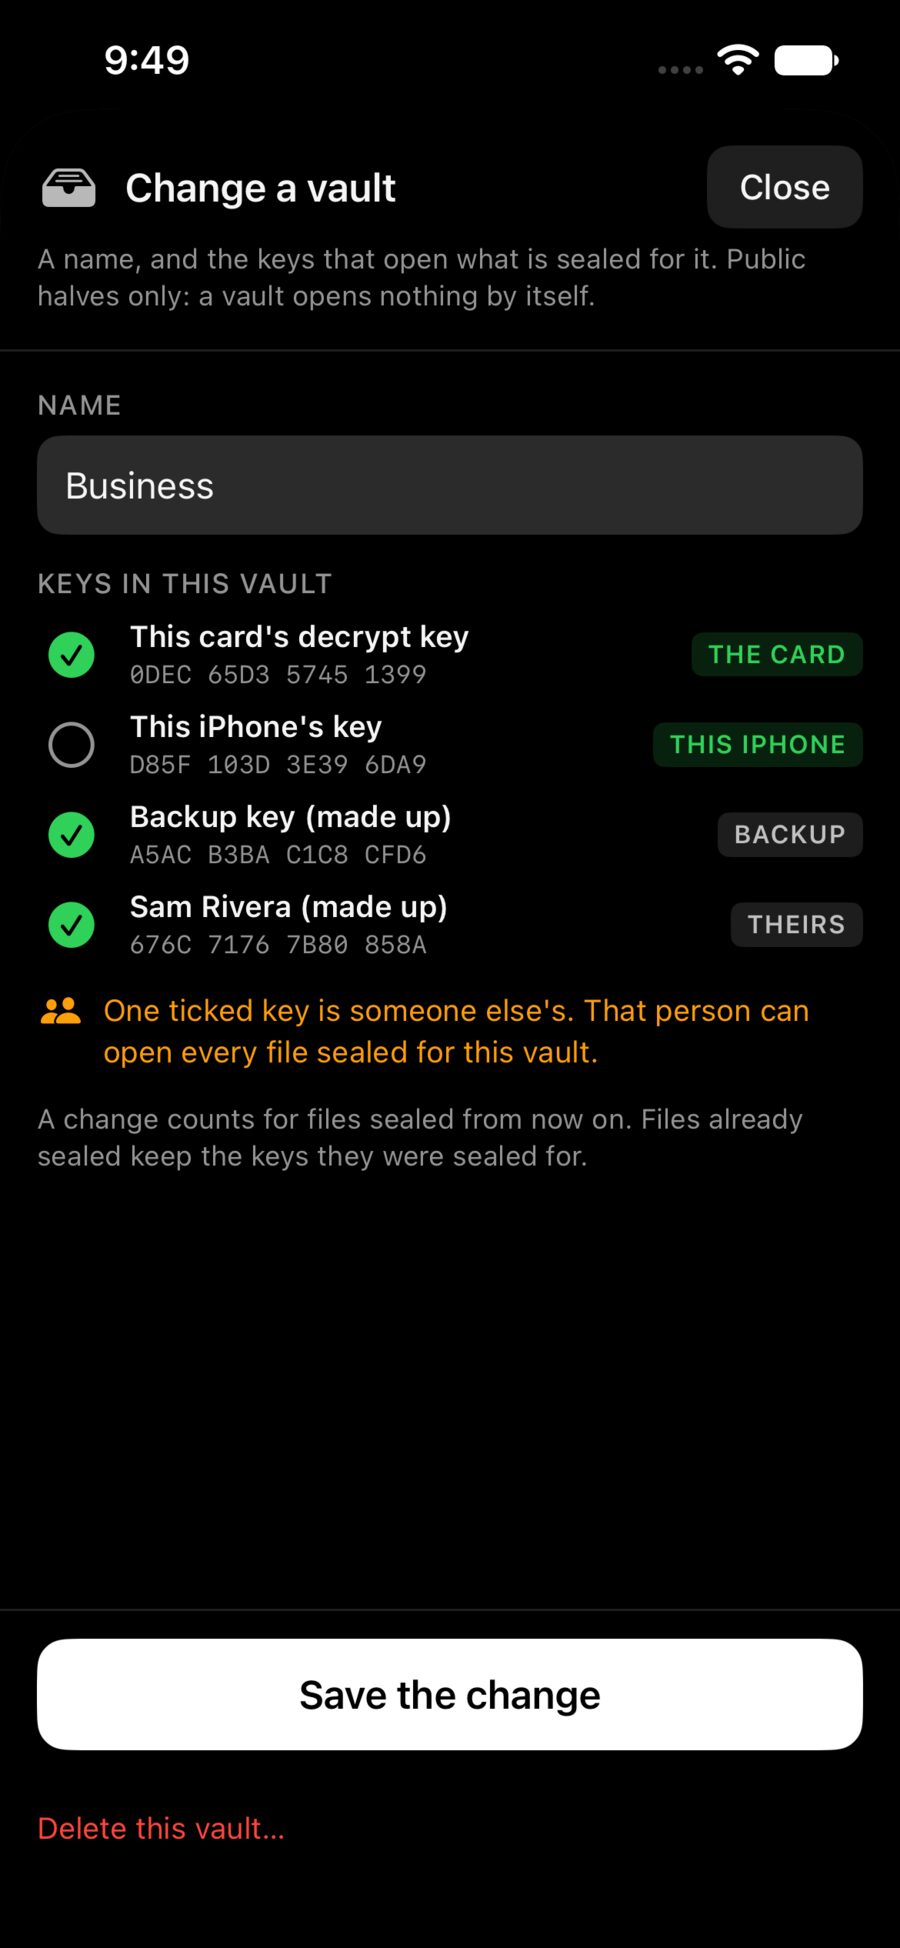 9:49
Change a vault
Close
A name, and the keys that open what is sealed for it. Public
halves only: a vault opens nothing by itself.
NAME
Business
KEYS IN THIS VAULT
This card's decrypt key
0DEC 65D3 5745 1399
THE CARD
This iPhone's key
D85F 103D 3E39 6DA9
THIS IPHONE
Backup key (made up)
A5AC B3BA C1C8 CFD6
BACKUP
Sam Rivera (made up)
676C 7176 7B80 858A
THEIRS
One ticked key is someone else's. That person can
open every file sealed for this vault.
A change counts for files sealed from now on. Files already
sealed keep the keys they were sealed for.
Save the change
Delete this vault...